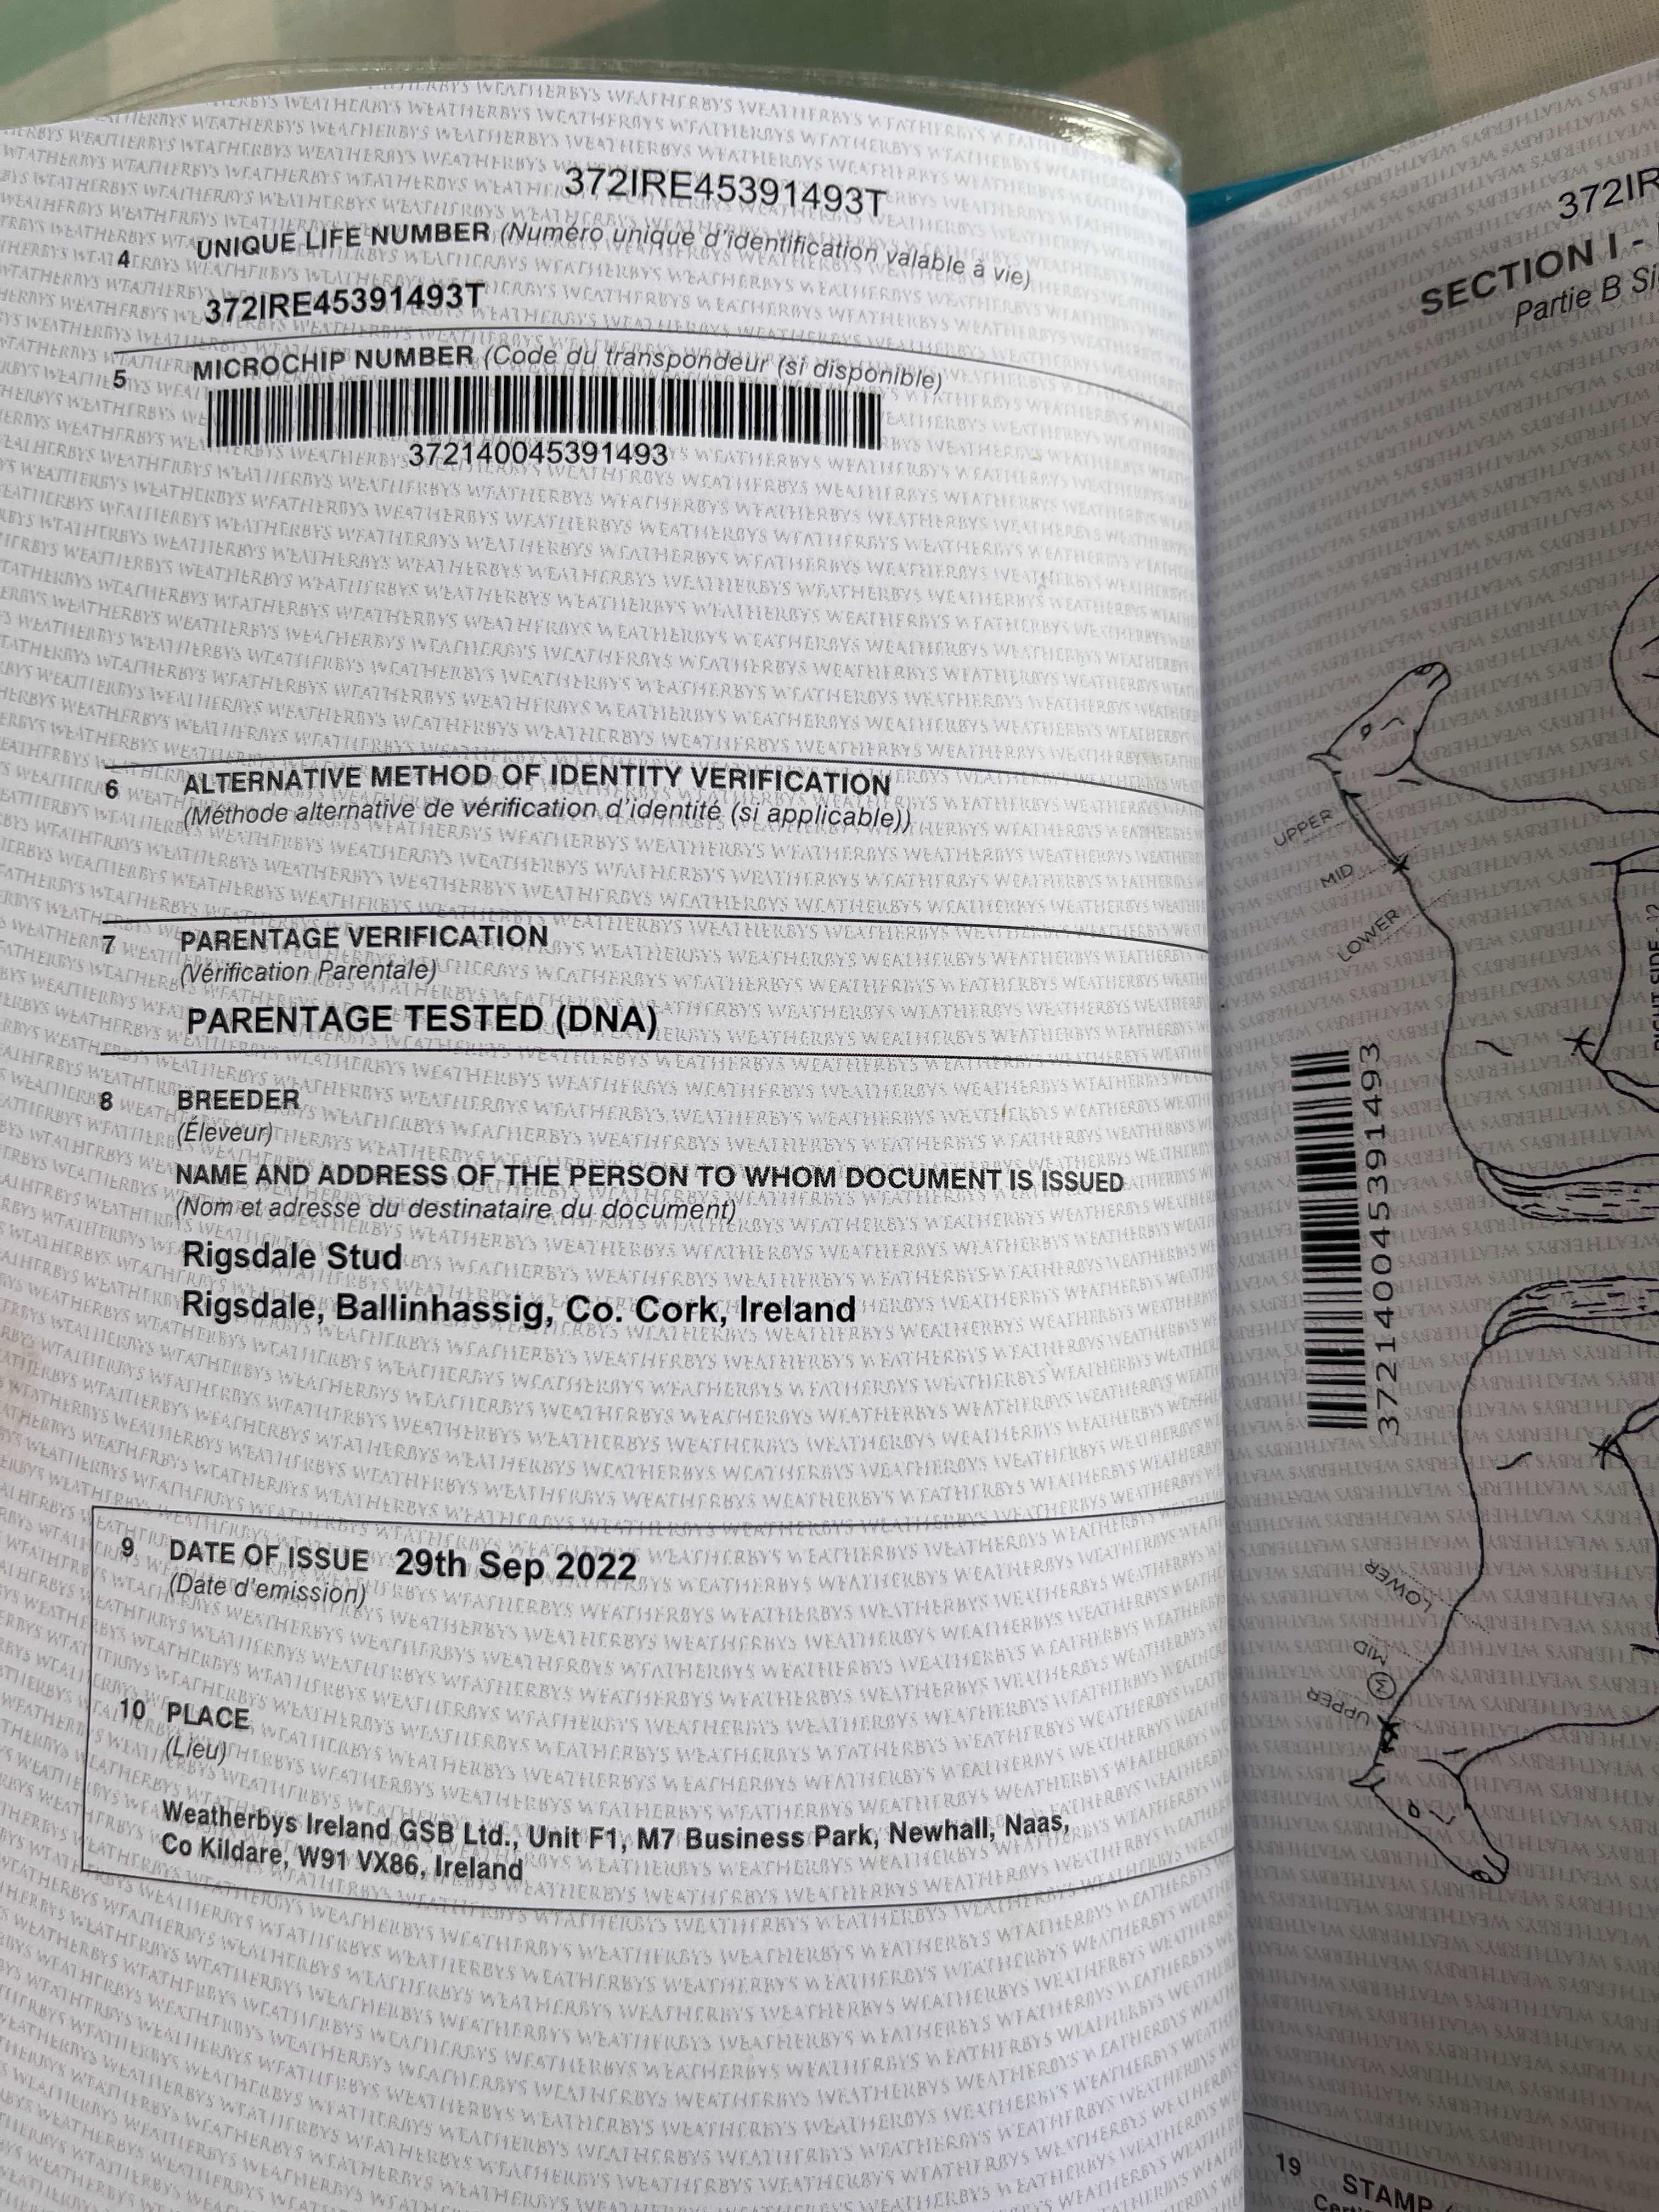 372IRE45391493T
4 UNIQUE LIFE NUMBER (Numéro unique d'identification valable à vie)
372IRE45391493T
5 MICROCHIP NUMBER (Code du transpondeur (si disponible)
372140045391493
6 ALTERNATIVE METHOD OF IDENTITY VERIFICATION
(Méthode alternative de vérification d'identité (si applicable))
7 PARENTAGE VERIFICATION
(Vérification Parentale)
PARENTAGE TESTED (DNA)
8 BREEDER
(Éleveur)
NAME AND ADDRESS OF THE PERSON TO WHOM DOCUMENT IS ISSUED
(Nom et adresse du destinataire du document)
Rigsdale Stud
Rigsdale, Ballinhassig, Co. Cork, Ireland
9 DATE OF ISSUE 29th Sep 2022
(Date d'emission)
10 PLACE
(Lieu)
Weatherbys Ireland GSB Ltd., Unit F1, M7 Business Park, Newhall, Naas,
Co Kildare, W91 VX86, Ireland
372IR
SECTION I -
Partie B Si
UPPER
MID
LOWER
RIGHT SIDE
372140045391493
LOWER
MID
W
UPPER
19 STAMP